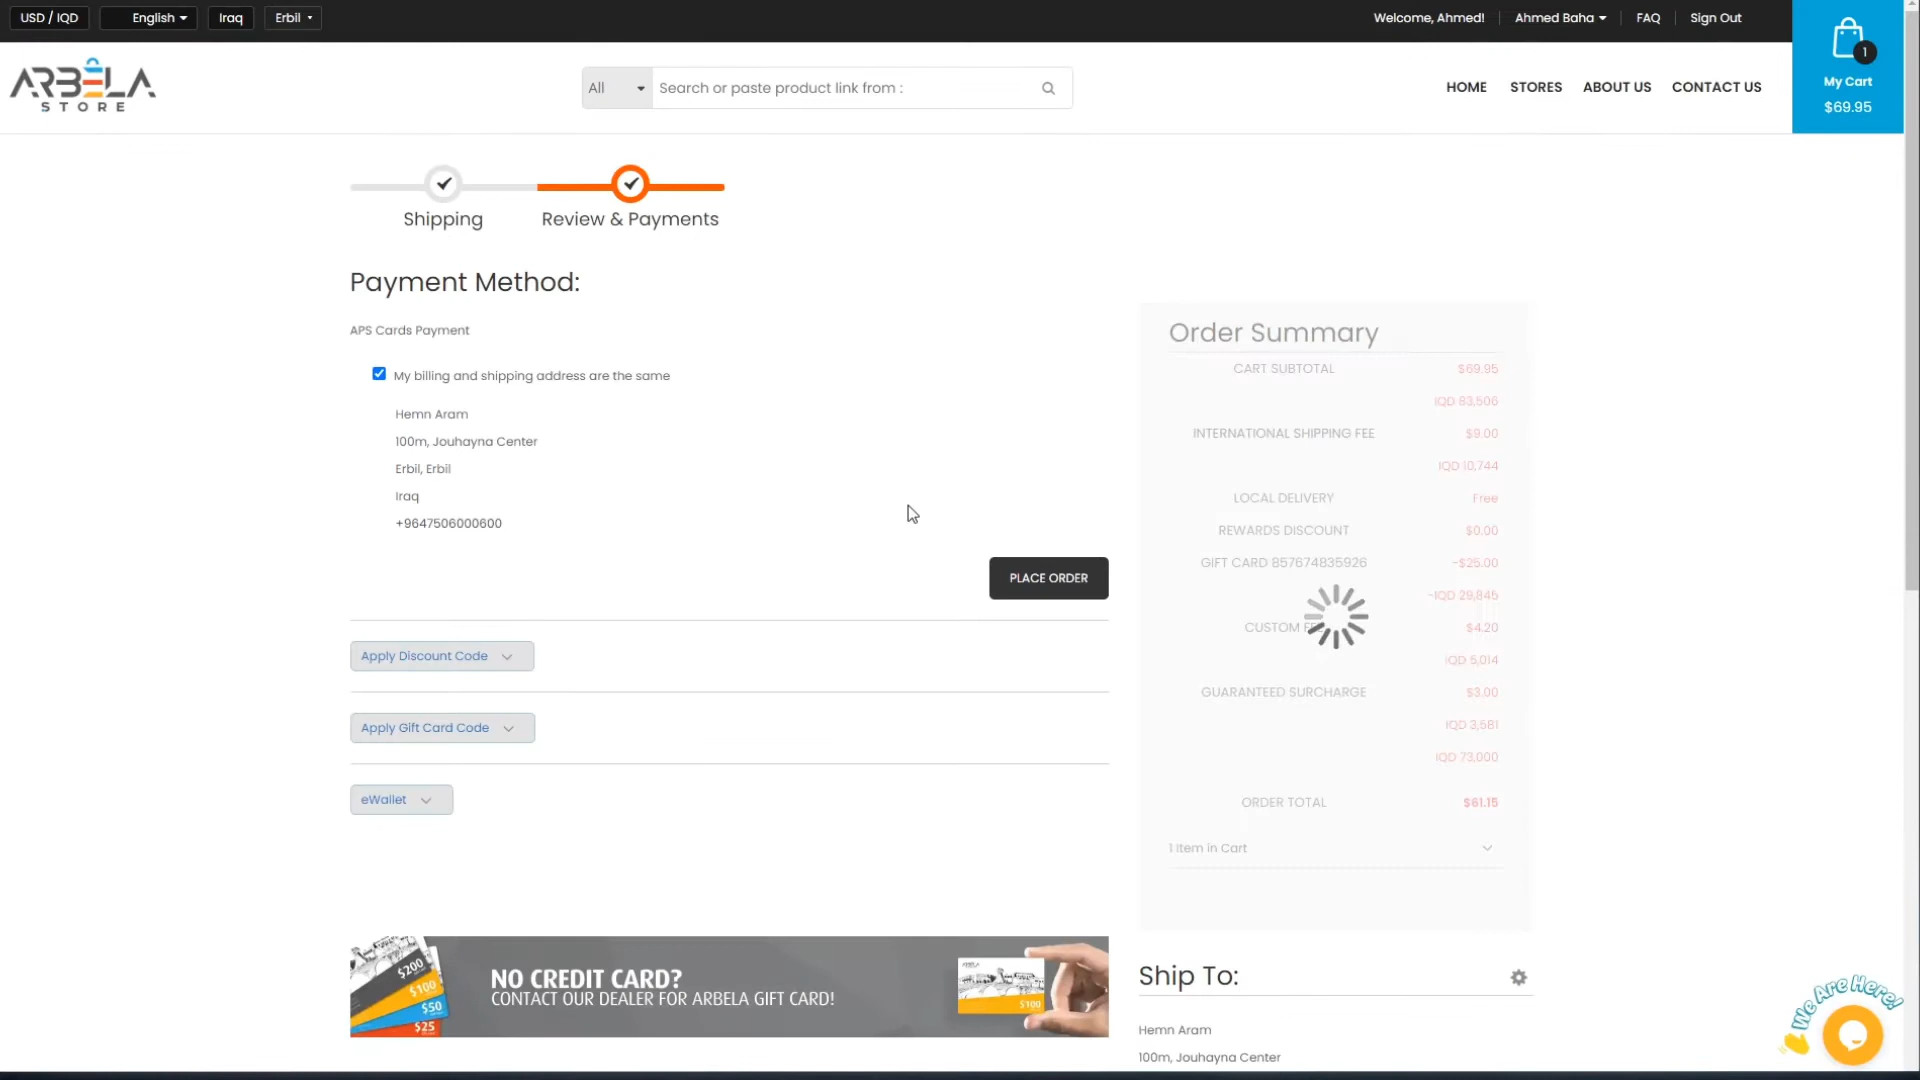 USD / IQD
English
Iraq
Erbil
Welcome, Ahmed!
Ahmed Baha
FAQ
Sign Out
1
My Cart
$69.95
ARBELA
STORE
All
Search or paste product link from :
HOME
STORES
ABOUT US
CONTACT US
Shipping
Review & Payments
Payment Method:
APS Cards Payment
My billing and shipping address are the same
Hemn Aram
100m, Jouhayna Center
Erbil, Erbil
Iraq
+9647506000600
PLACE ORDER
Apply Discount Code
Apply Gift Card Code
eWallet
Order Summary
CART SUBTOTAL $69.95
IQD 83,506
INTERNATIONAL SHIPPING FEE $9.00
IQD 10,744
LOCAL DELIVERY Free
REWARDS DISCOUNT $0.00
GIFT CARD 857674835926 -$25.00
-IQD 29,845
CUSTOM FEE $4.20
IQD 5,014
GUARANTEED SURCHARGE $3.00
IQD 3,581
IQD 73,000
ORDER TOTAL $61.15
1 Item in Cart
$200
$100
$50
$25
NO CREDIT CARD?
CONTACT OUR DEALER FOR ARBELA GIFT CARD!
$100
Ship To:
Hemn Aram
100m, Jouhayna Center
We Are Here!